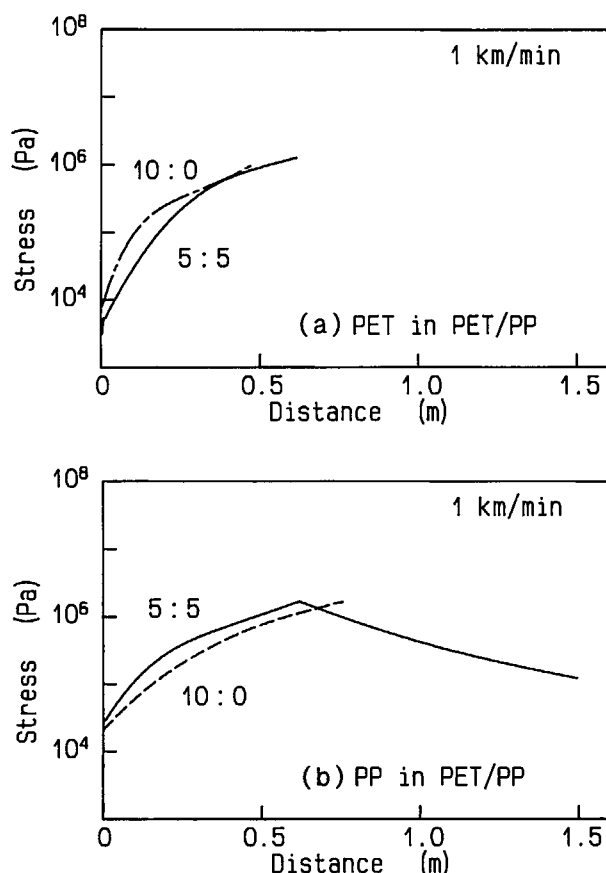 10⁸
1 km/min
10⁶
10:0
5:5
10⁴
Stress (Pa)
(a) PET in PET/PP
0 0.5 1.0 1.5
Distance (m)
10⁸
1 km/min
5:5
10⁶
10:0
10⁴
Stress (Pa)
(b) PP in PET/PP
0 0.5 1.0 1.5
Distance (m)